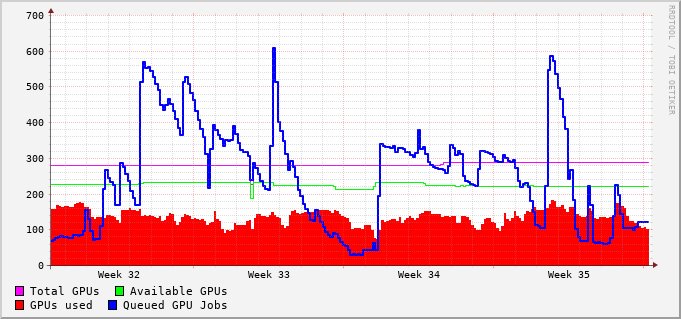 700
600
500
400
300
200
100
0
Week 32 Week 33 Week 34 Week 35
Total GPUs Available GPUs
GPUs used Queued GPU Jobs
RRDTOOL / TOBI OETIKER